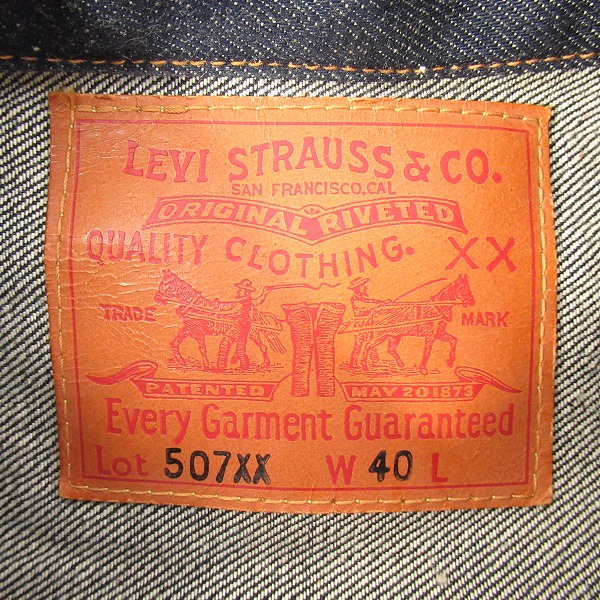 LEVI STRAUSS & CO.
SAN FRANCISCO, CAL
ORIGINAL RIVETED
QUALITY CLOTHING. XX
TRADE MARK
PATENTED MAY 20 1873
Every Garment Guaranteed
Lot 507XX W 40 L